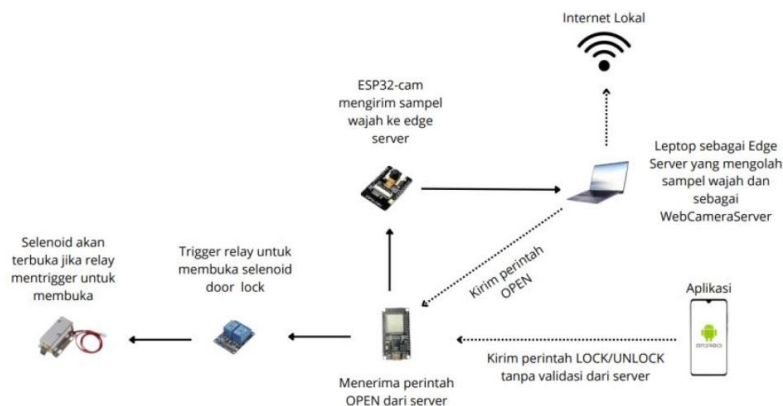 Internet Lokal
ESP32-cam
mengirim sampel
wajah ke edge
server
Leptop sebagai Edge
Server yang mengolah
sampel wajah dan
sebagai
WebCameraServer
Selenoid akan
terbuka jika relay
mentrigger untuk
membuka
Trigger relay untuk
membuka selenoid
door lock
Kirim perintah
OPEN
Aplikasi
ANDROID
Kirim perintah LOCK/UNLOCK
tanpa validasi dari server
Menerima perintah
OPEN dari server